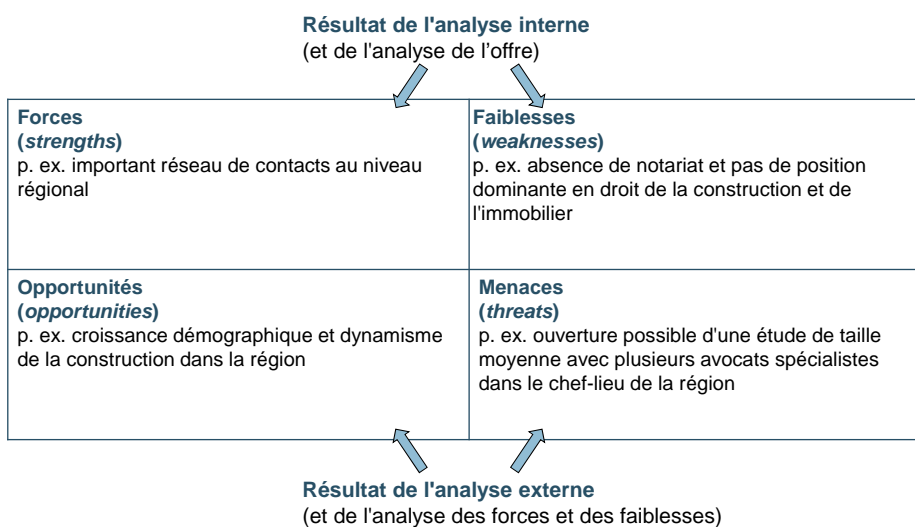 Résultat de l'analyse interne
(et de l'analyse de l’offre)
Forces
(strengths)
p. ex. important réseau de contacts au niveau
régional
Faiblesses
(weaknesses)
p. ex. absence de notariat et pas de position
dominante en droit de la construction et de
l'immobilier
Opportunités
(opportunities)
p. ex. croissance démographique et dynamisme
de la construction dans la région
Menaces
(threats)
p. ex. ouverture possible d'une étude de taille
moyenne avec plusieurs avocats spécialistes
dans le chef-lieu de la région
Résultat de l'analyse externe
(et de l'analyse des forces et des faiblesses)